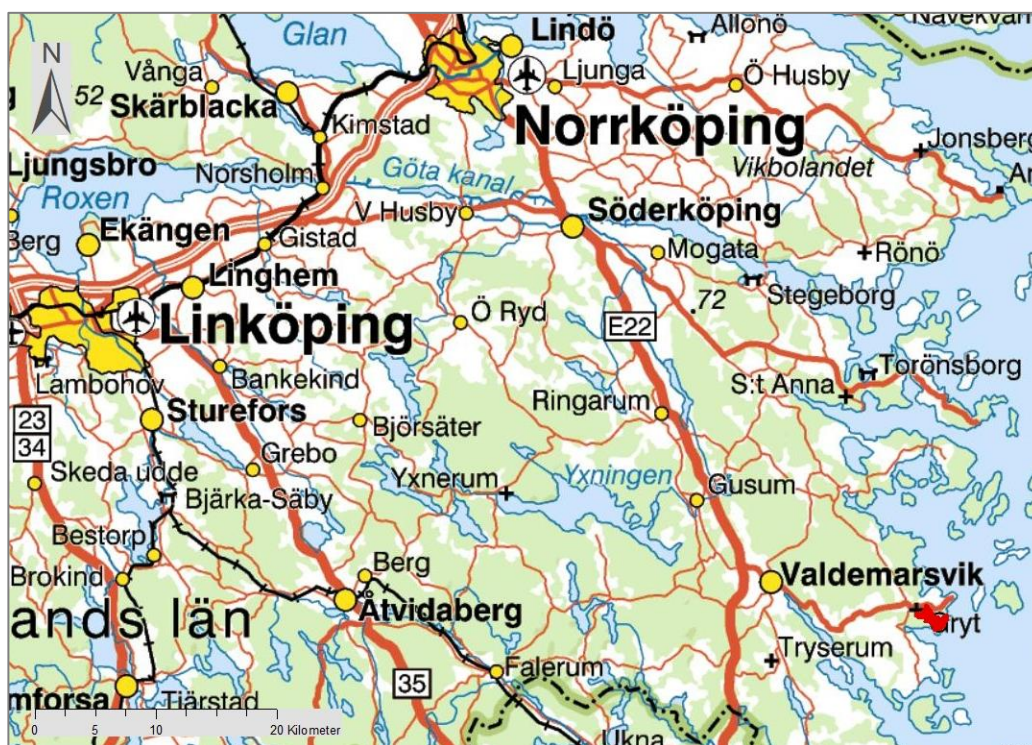 Glan
Lindö
Allonö
Navekvar
N
Vånga
52
Skärblacka
Ljunga
Ö Husby
Norrköping
Kimstad
Vikbolandet
Jonsberg
Ljungsbro
Norsholm
Göta kanal
Roxen
V Husby
Söderköping
Berg
Ekängen
Gistad
Mogata
Rönö
Linghem
Stegeborg
72
Linköping
Ö Ryd
E22
Torönsborg
Lambohov
Bankekind
S:t Anna
23
34
Sturefors
Björsäter
Ringarum
Grebo
Skeda udde
Yxnerum
Yxningen
Gusum
Bjärka-Säby
Bestorp
Brokind
Berg
Åtvidaberg
Valdemarsvik
ands län
Gryt
Tryserum
Falerum
35
mforsa
Tjärstad
Ukna
0 5 10 20 Kilometer